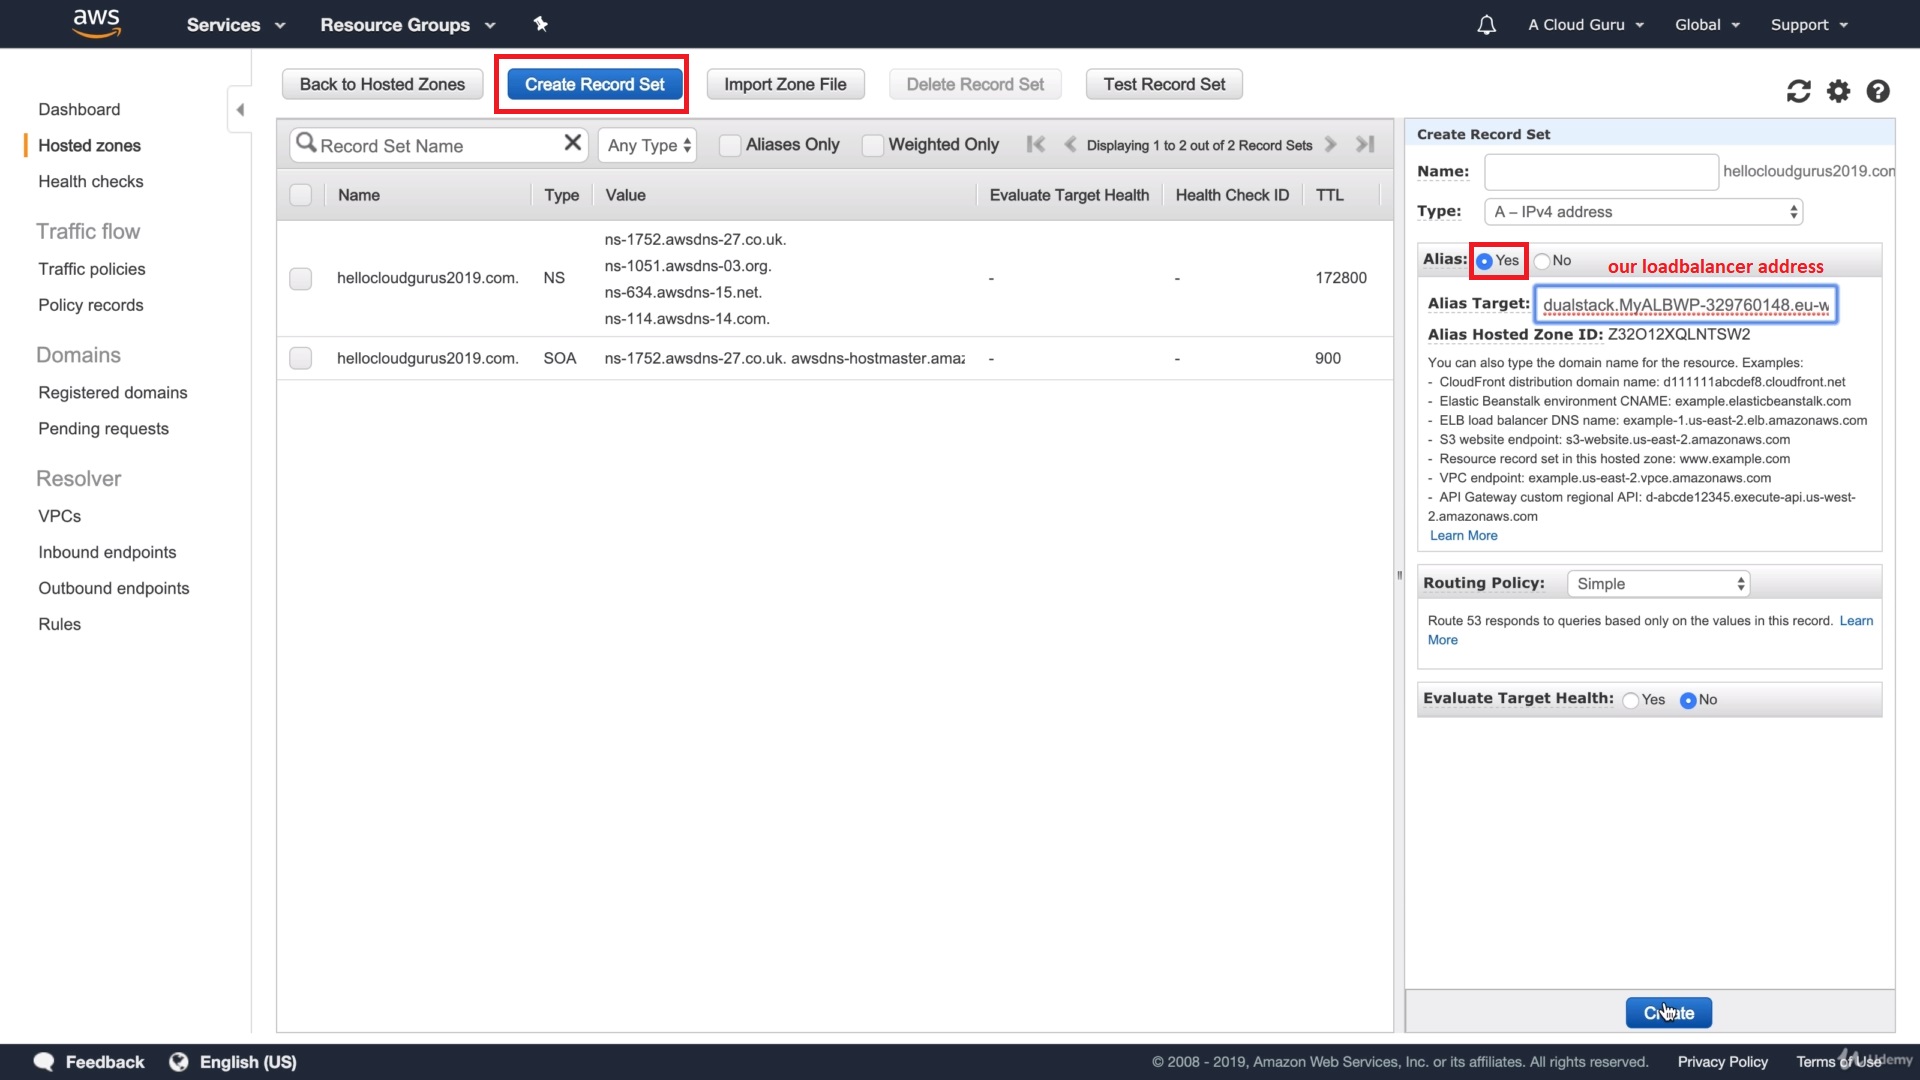 aws
Services
Resource Groups
A Cloud Guru
Global
Support
Dashboard
Hosted zones
Health checks
Traffic flow
Traffic policies
Policy records
Domains
Registered domains
Pending requests
Resolver
VPCs
Inbound endpoints
Outbound endpoints
Rules
Back to Hosted Zones
Create Record Set
Import Zone File
Delete Record Set
Test Record Set
Record Set Name
Any Type
Aliases Only
Weighted Only
Displaying 1 to 2 out of 2 Record Sets
Name
Type
Value
Evaluate Target Health
Health Check ID
TTL
hellocloudgurus2019.com.
NS
ns-1752.awsdns-27.co.uk.
ns-1051.awsdns-03.org.
ns-634.awsdns-15.net.
ns-114.awsdns-14.com.
-
-
172800
hellocloudgurus2019.com.
SOA
ns-1752.awsdns-27.co.uk. awsdns-hostmaster.amaz
-
-
900
Create Record Set
Name:
hellocloudgurus2019.com
Type:
A – IPv4 address
Alias:
Yes
No
our loadbalancer address
Alias Target:
dualstack.MyALBWP-329760148.eu-w
Alias Hosted Zone ID: Z32O12XQLNTSW2
You can also type the domain name for the resource. Examples:
- CloudFront distribution domain name: d111111abcdef8.cloudfront.net
- Elastic Beanstalk environment CNAME: example.elasticbeanstalk.com
- ELB load balancer DNS name: example-1.us-east-2.elb.amazonaws.com
- S3 website endpoint: s3-website.us-east-2.amazonaws.com
- Resource record set in this hosted zone: www.example.com
- VPC endpoint: example.us-east-2.vpce.amazonaws.com
- API Gateway custom regional API: d-abcde12345.execute-api.us-west-
2.amazonaws.com
Learn More
Routing Policy:
Simple
Route 53 responds to queries based only on the values in this record. Learn
More
Evaluate Target Health:
Yes
No
Create
Feedback
English (US)
© 2008 - 2019, Amazon Web Services, Inc. or its affiliates. All rights reserved.
Privacy Policy
Terms of Use
Udemy